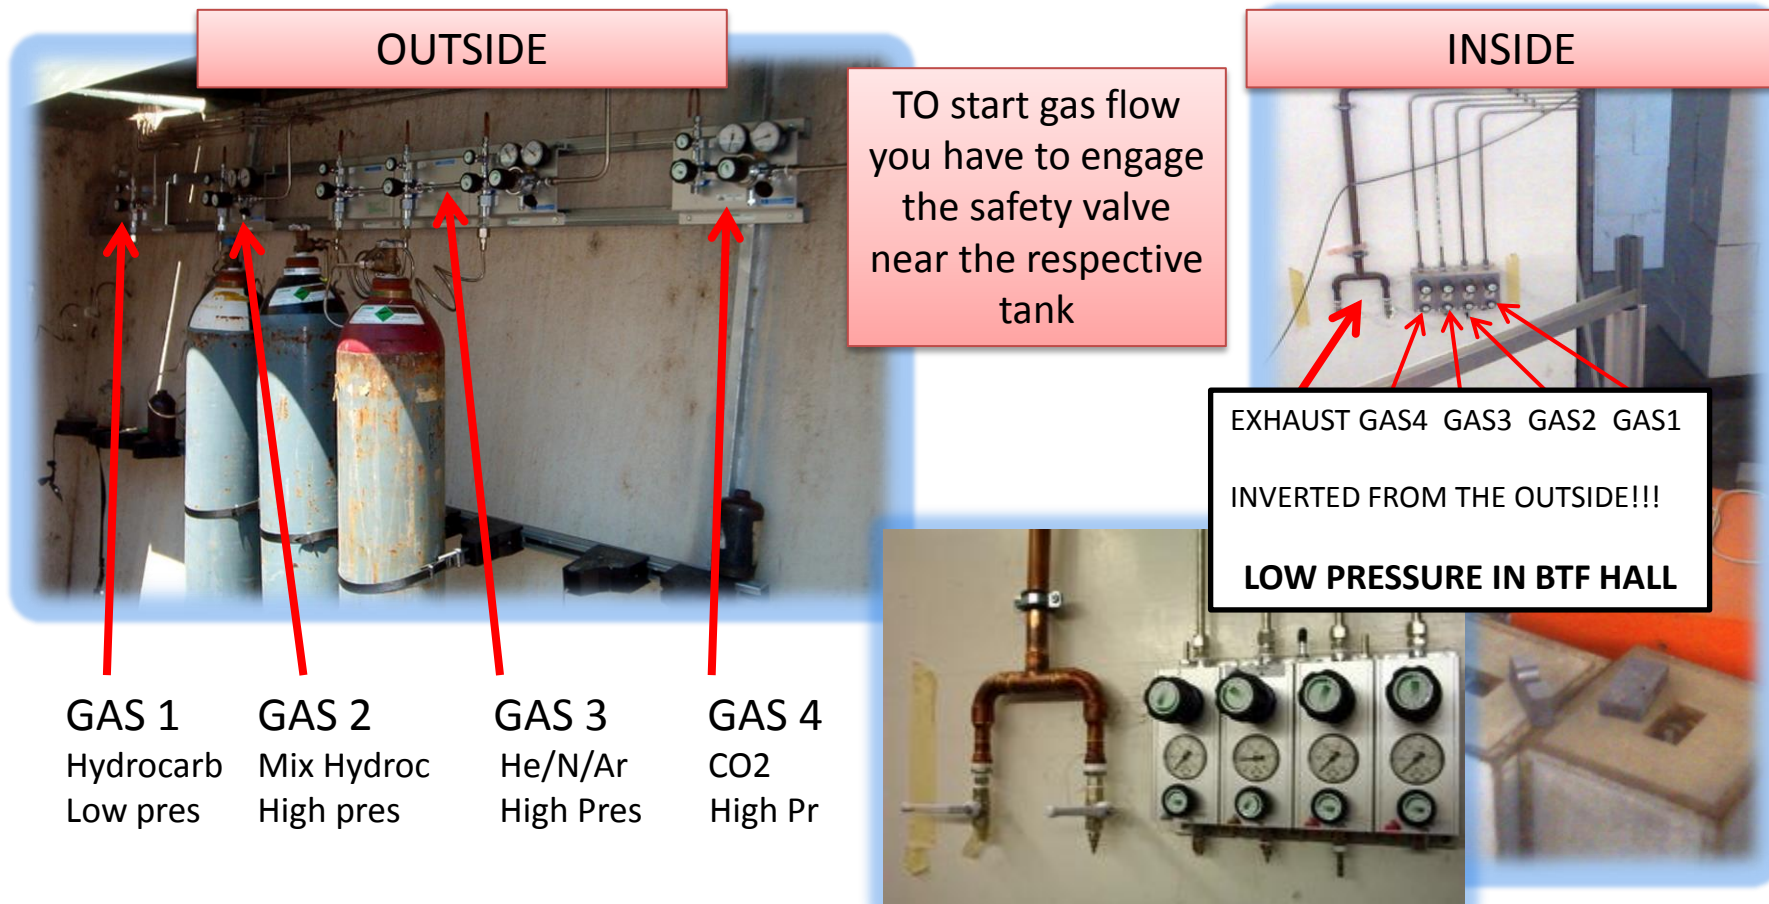 OUTSIDE
TO start gas flow
you have to engage
the safety valve
near the respective
tank
INSIDE
EXHAUST GAS4 GAS3 GAS2 GAS1
INVERTED FROM THE OUTSIDE!!!
LOW PRESSURE IN BTF HALL
GAS 1
Hydrocarb
Low pres
GAS 2
Mix Hydroc
High pres
GAS 3
He/N/Ar
High Pres
GAS 4
CO2
High Pr